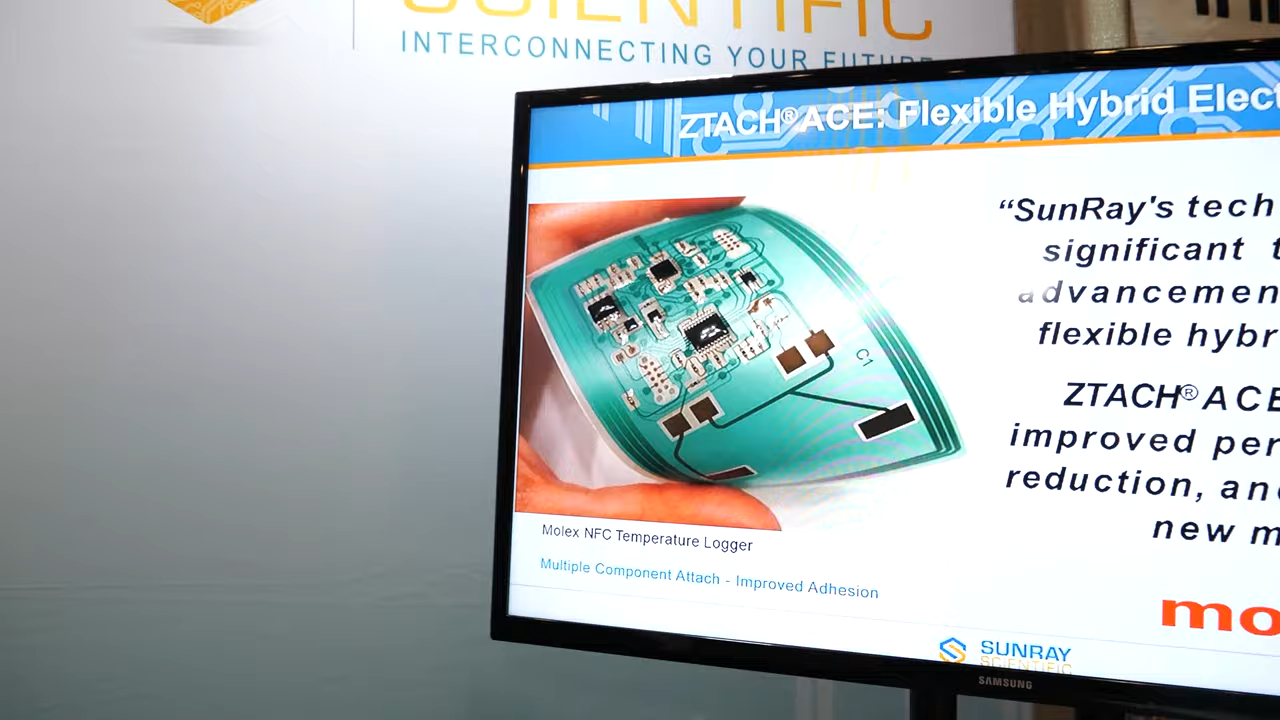 SCIENTIFIC
INTERCONNECTING YOUR FUTURE
ZTACH® ACE: Flexible Hybrid Elect
“SunRay's tech
significant t
advancemen
flexible hybr
C1
ZTACH® ACE
improved per
reduction, and
new m
Molex NFC Temperature Logger
Multiple Component Attach - Improved Adhesion
mo
SUNRAY
SCIENTIFIC
SAMSUNG